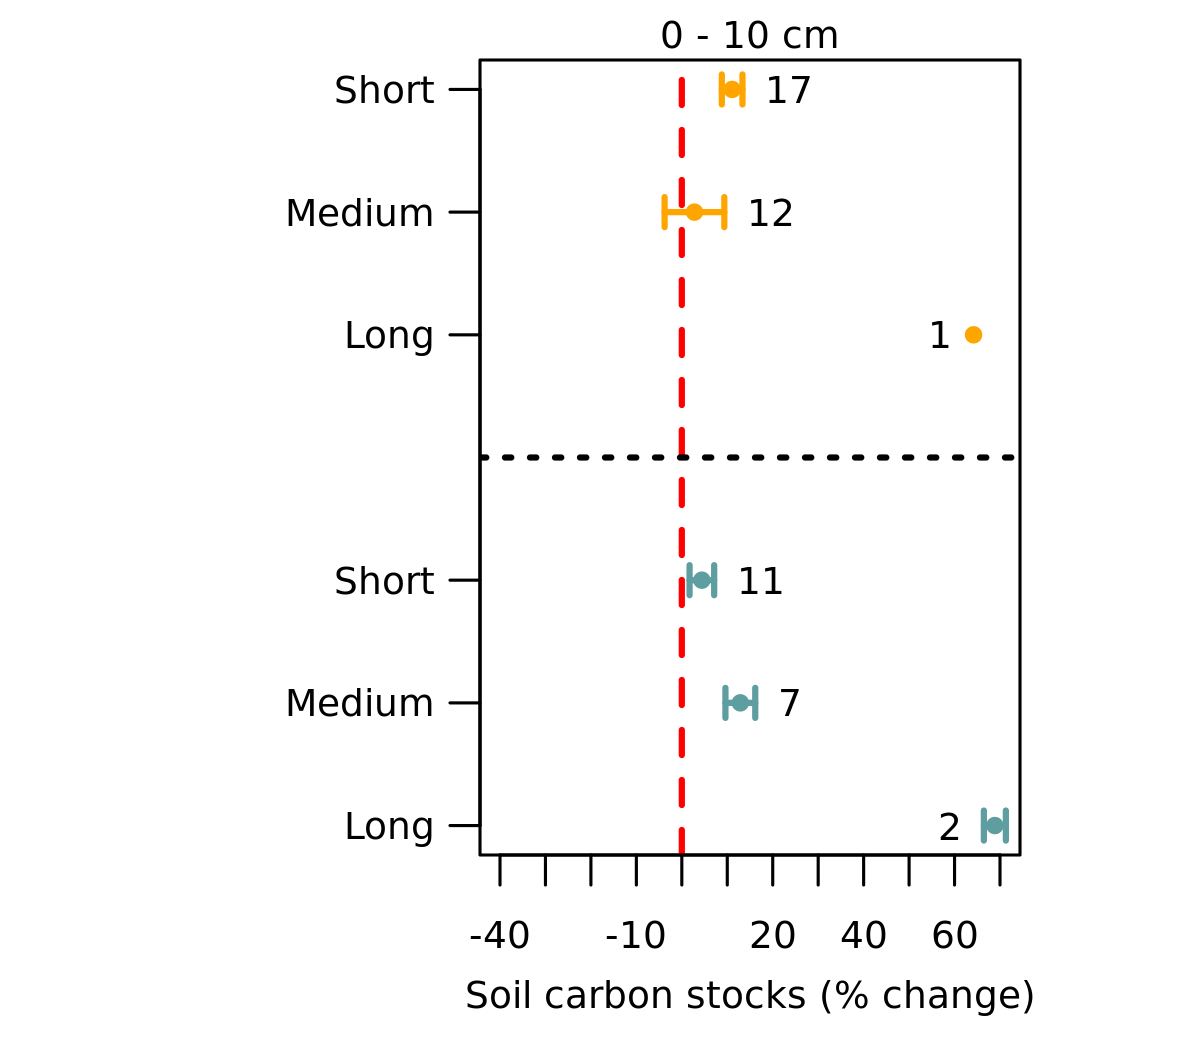 0 - 10 cm
Short 17
Medium 12
Long 1
Short 11
Medium 7
Long 2
-40 -10 20 40 60
Soil carbon stocks (% change)